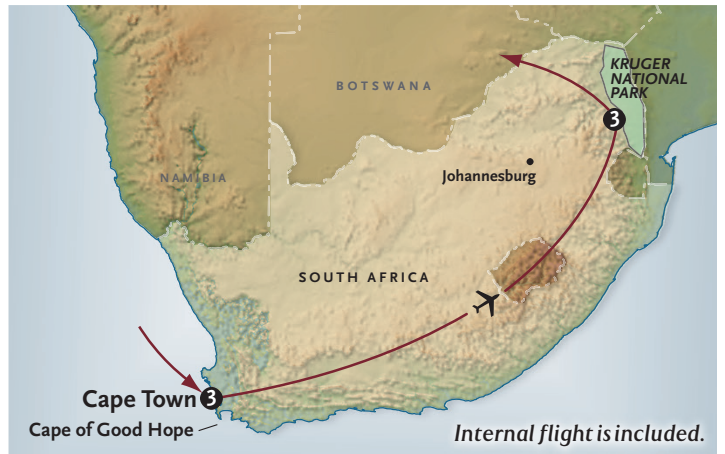 KRUGER
NATIONAL
PARK
BOTSWANA
3
Johannesburg
NAMIBIA
SOUTH AFRICA
Cape Town 3
Cape of Good Hope
Internal flight is included.